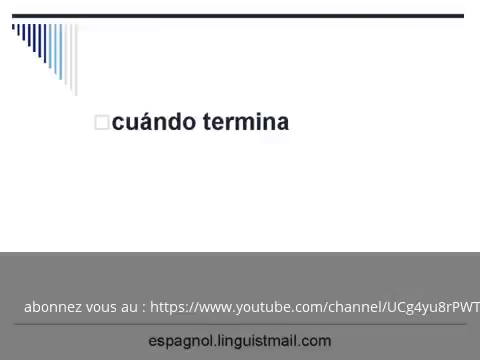 cuándo termina
abonnez vous au : https://www.youtube.com/channel/UCg4yu8rPWT
espagnol.linguistmail.com